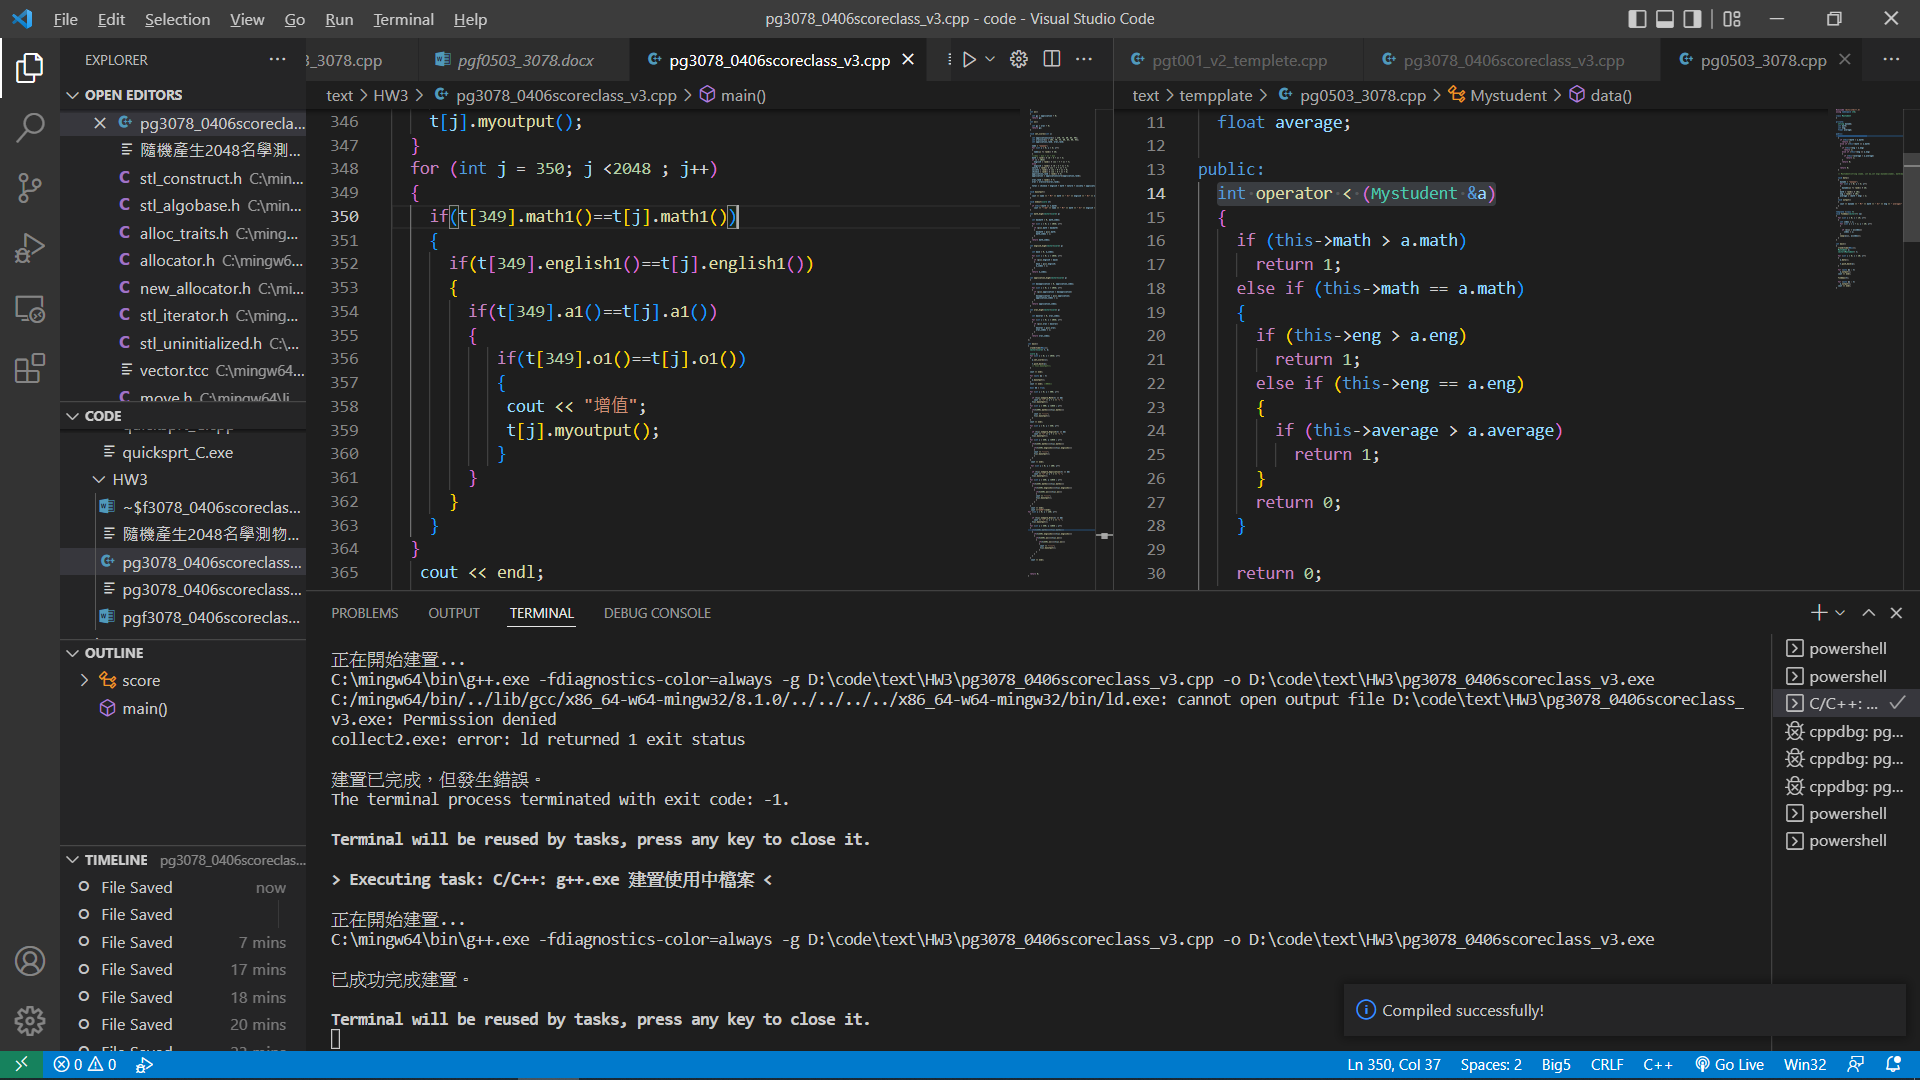 File Edit Selection View Go Run Terminal Help
pg3078_0406scoreclass_v3.cpp - code - Visual Studio Code
EXPLORER
OPEN EDITORS
pg3078_0406scorecla...
隨機產生2048名學測...
stl_construct.h C:\min...
stl_algobase.h C:\min...
alloc_traits.h C:\ming...
allocator.h C:\mingw6...
new_allocator.h C:\mi...
stl_iterator.h C:\ming...
stl_uninitialized.h C:\...
vector.tcc C:\mingw64...
move.h C:\mingw64\li...
CODE
quicksprt_C.exe
HW3
~$f3078_0406scoreclas...
隨機產生2048名學測物...
pg3078_0406scoreclass...
pg3078_0406scoreclass...
pgf3078_0406scoreclas...
OUTLINE
score
main()
TIMELINE pg3078_0406scoreclas...
File Saved now
File Saved
File Saved 7 mins
File Saved 17 mins
File Saved 18 mins
File Saved 20 mins
3_3078.cpp
pgf0503_3078.docx
pg3078_0406scoreclass_v3.cpp
text > HW3 > pg3078_0406scoreclass_v3.cpp > main()
346 t[j].myoutput();
347 }
348 for (int j = 350; j <2048 ; j++)
349 {
350 if(t[349].math1()==t[j].math1())
351 {
352 if(t[349].english1()==t[j].english1())
353 {
354 if(t[349].a1()==t[j].a1())
355 {
356 if(t[349].o1()==t[j].o1())
357 {
358 cout << "增值";
359 t[j].myoutput();
360 }
361 }
362 }
363 }
364 }
365 cout << endl;
pgt001_v2_templete.cpp
pg3078_0406scoreclass_v3.cpp
pg0503_3078.cpp
text > tempplate > pg0503_3078.cpp > Mystudent > data()
11 float average;
12
13 public:
14 int operator < (Mystudent &a)
15 {
16 if (this->math > a.math)
17 return 1;
18 else if (this->math == a.math)
19 {
20 if (this->eng > a.eng)
21 return 1;
22 else if (this->eng == a.eng)
23 {
24 if (this->average > a.average)
25 return 1;
26 }
27 return 0;
28 }
29
30 return 0;
PROBLEMS OUTPUT TERMINAL DEBUG CONSOLE
正在開始建置...
C:\mingw64\bin\g++.exe -fdiagnostics-color=always -g D:\code\text\HW3\pg3078_0406scoreclass_v3.cpp -o D:\code\text\HW3\pg3078_0406scoreclass_v3.exe
C:/mingw64/bin/../lib/gcc/x86_64-w64-mingw32/8.1.0/../../../../x86_64-w64-mingw32/bin/ld.exe: cannot open output file D:\code\text\HW3\pg3078_0406scoreclass_
v3.exe: Permission denied
collect2.exe: error: ld returned 1 exit status
建置已完成，但發生錯誤。
The terminal process terminated with exit code: -1.
Terminal will be reused by tasks, press any key to close it.
> Executing task: C/C++: g++.exe 建置使用中檔案 <
正在開始建置...
C:\mingw64\bin\g++.exe -fdiagnostics-color=always -g D:\code\text\HW3\pg3078_0406scoreclass_v3.cpp -o D:\code\text\HW3\pg3078_0406scoreclass_v3.exe
已成功完成建置。
Terminal will be reused by tasks, press any key to close it.
powershell
powershell
C/C++: ...
cppdbg: pg...
cppdbg: pg...
cppdbg: pg...
powershell
powershell
Compiled successfully!
0 0
Ln 350, Col 37 Spaces: 2 Big5 CRLF C++ Go Live Win32